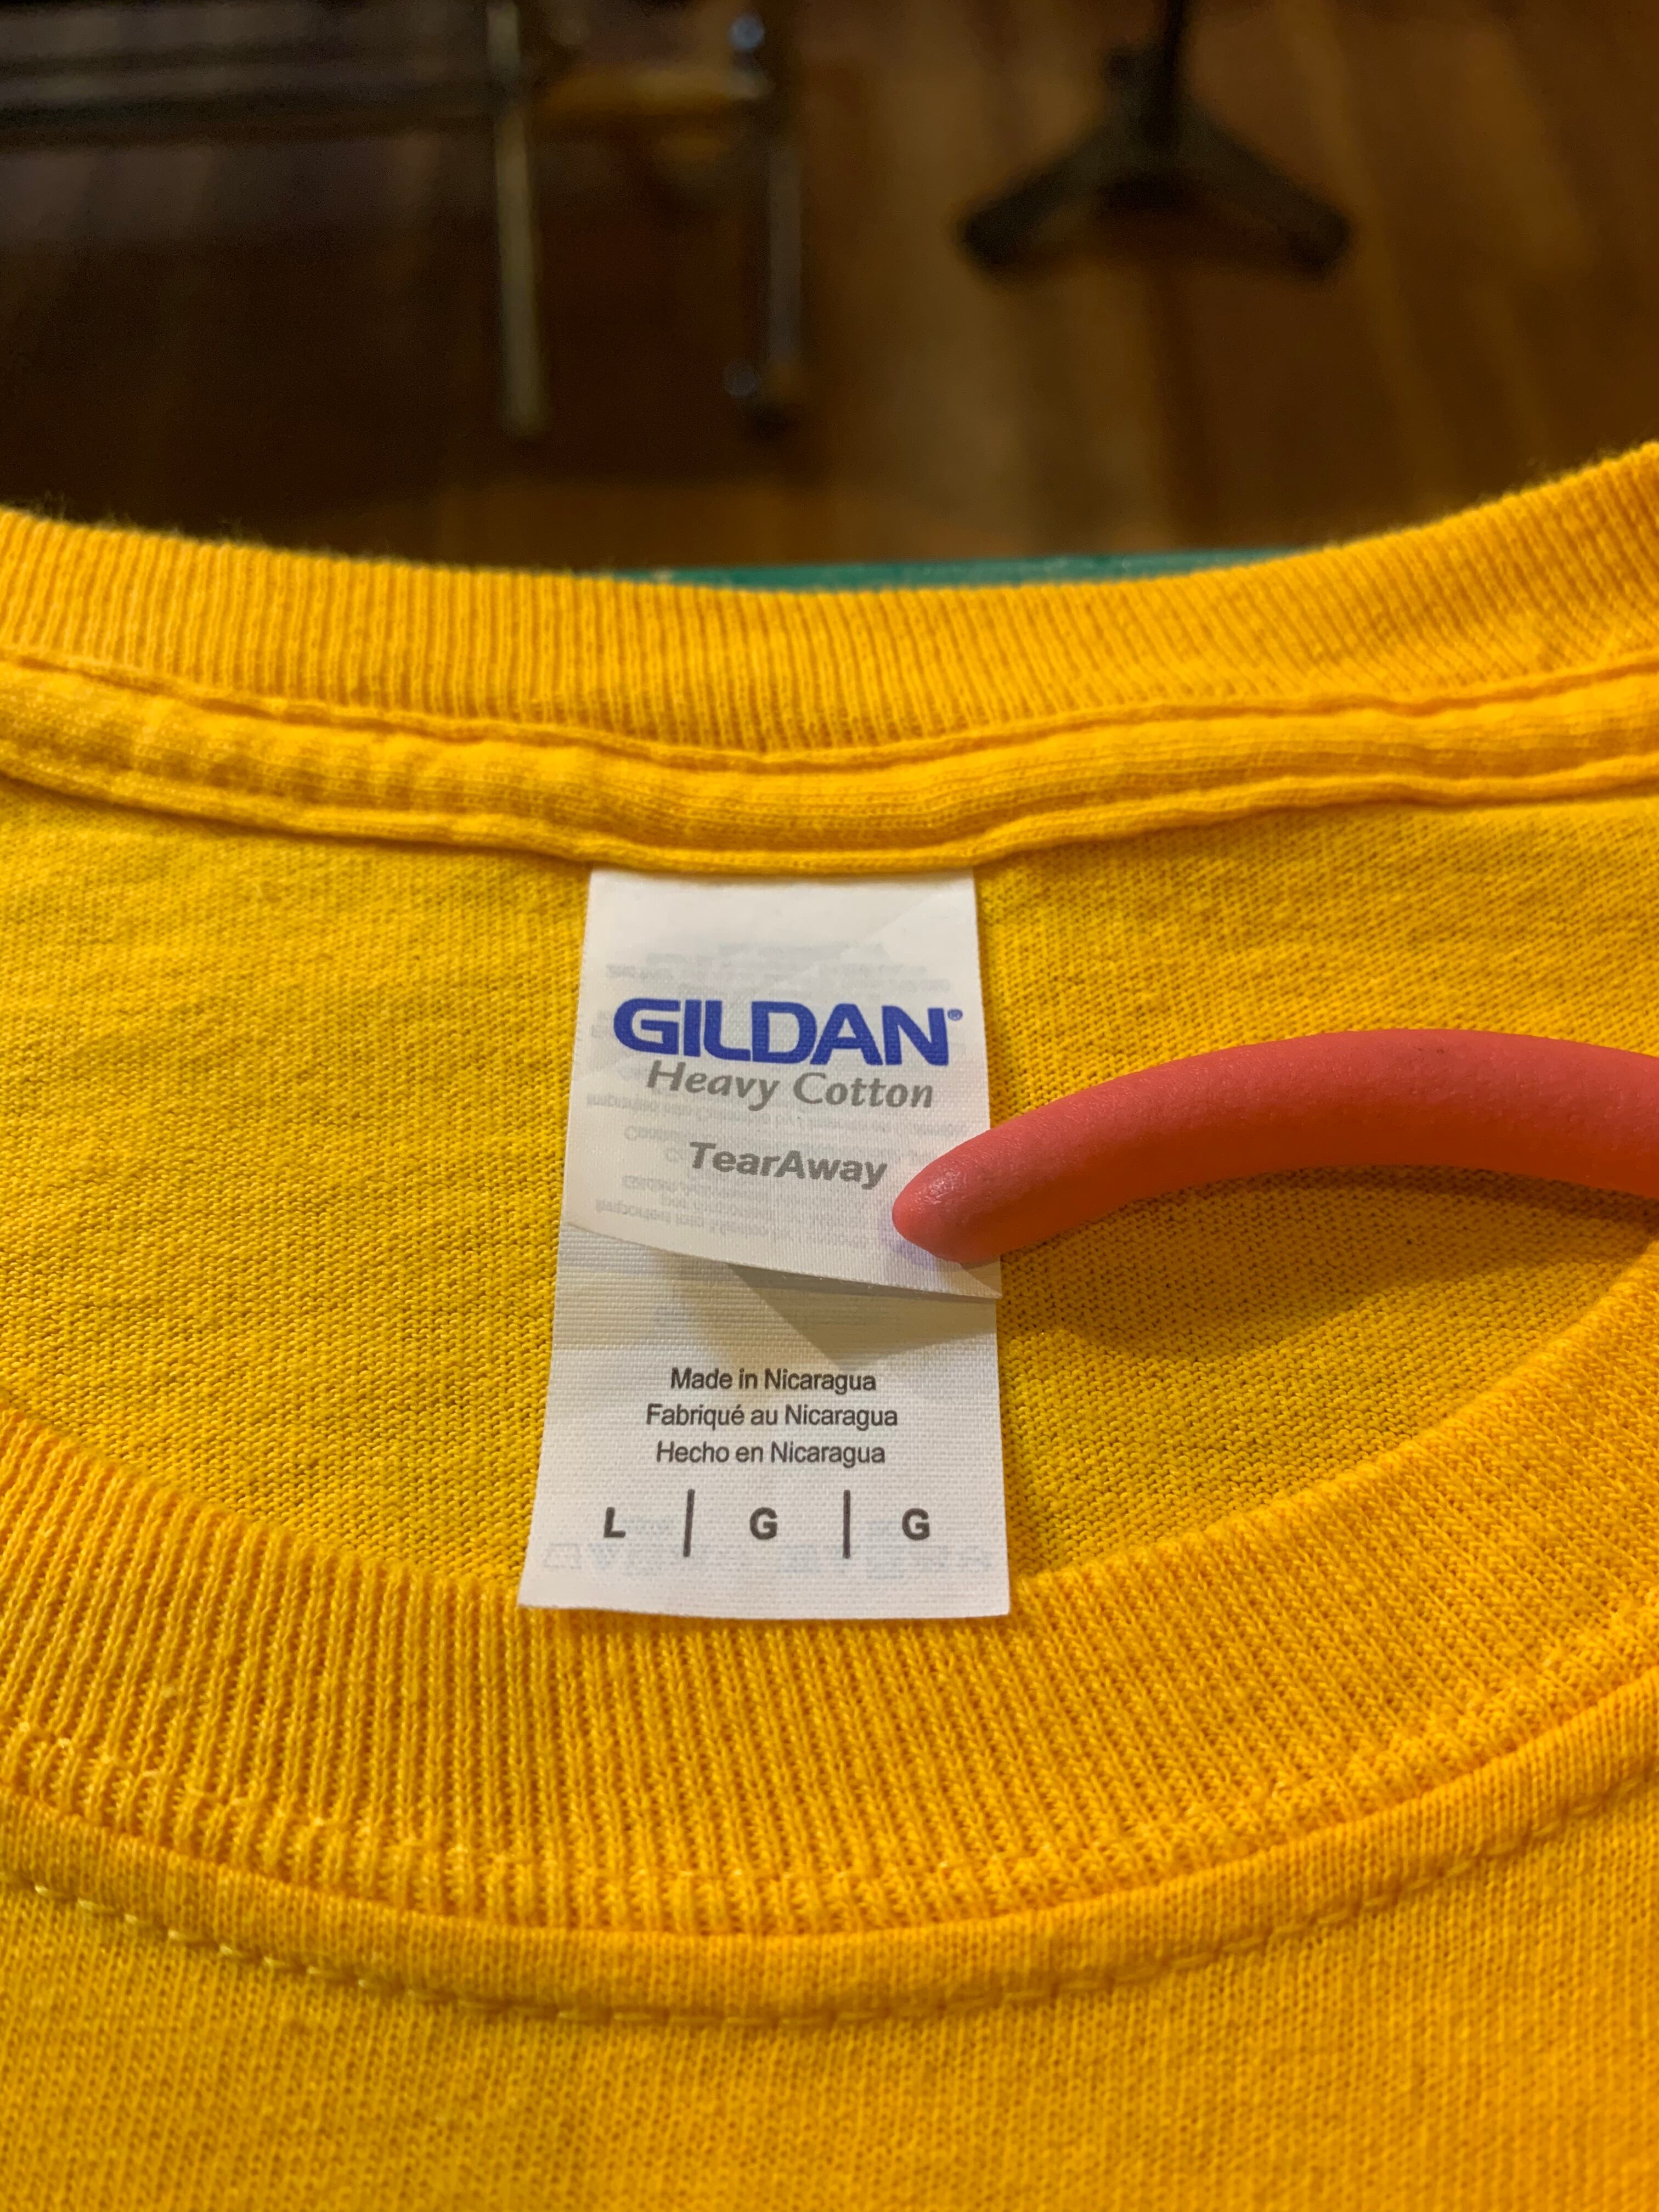 GILDAN®
Heavy Cotton
TearAway
Made in Nicaragua
Fabriqué au Nicaragua
Hecho en Nicaragua
L | G | G